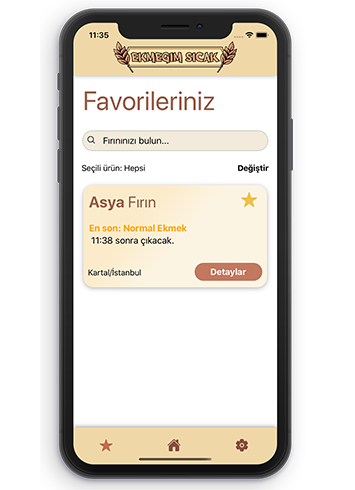 11:35
EKMEĞİM SICAK
Favorileriniz
Fırınınızı bulun...
Seçili ürün: Hepsi
Değiştir
Asya Fırın
En son: Normal Ekmek
11:38 sonra çıkacak.
Kartal/İstanbul
Detaylar